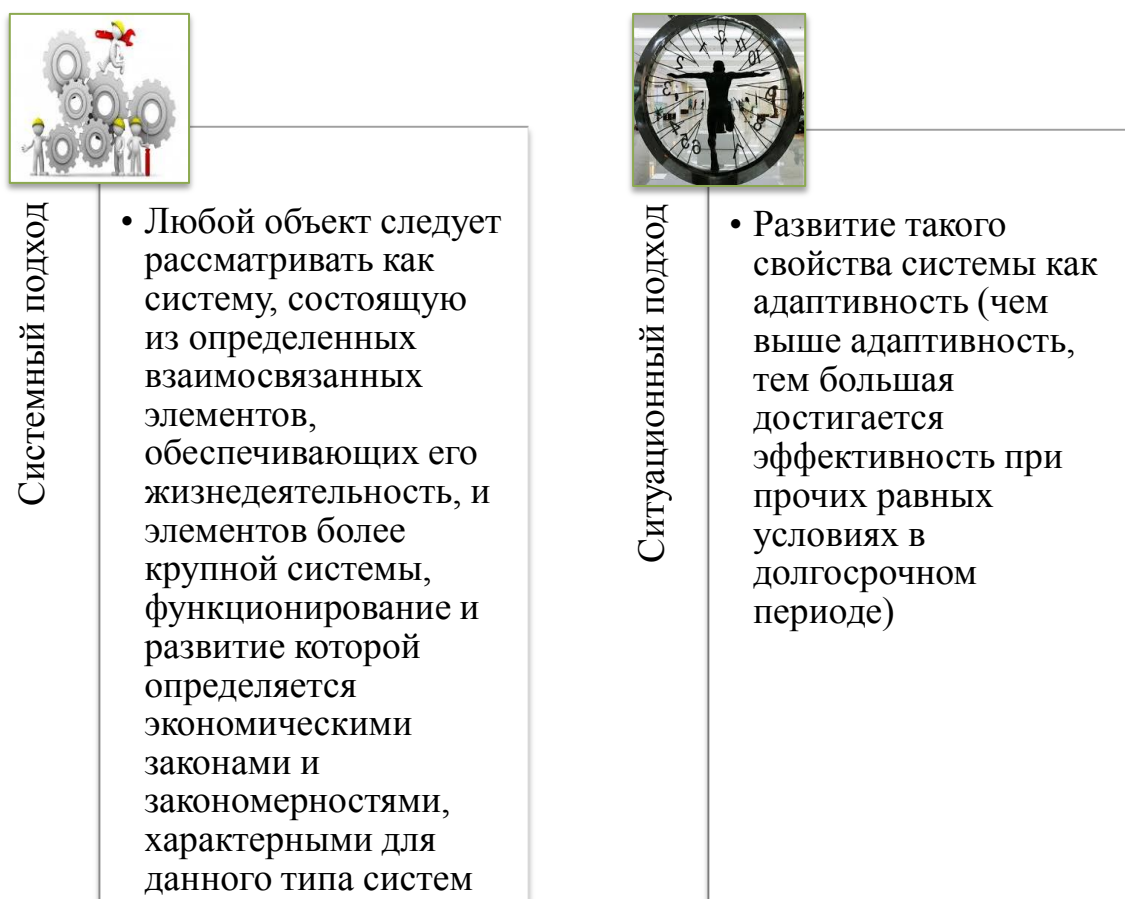 Системный подход
• Любой объект следует
рассматривать как
систему, состоящую
из определенных
взаимосвязанных
элементов,
обеспечивающих его
жизнедеятельность, и
элементов более
крупной системы,
функционирование и
развитие которой
определяется
экономическими
законами и
закономерностями,
характерными для
данного типа систем
Ситуационный подход
• Развитие такого
свойства системы как
адаптивность (чем
выше адаптивность,
тем большая
достигается
эффективность при
прочих равных
условиях в
долгосрочном
периоде)